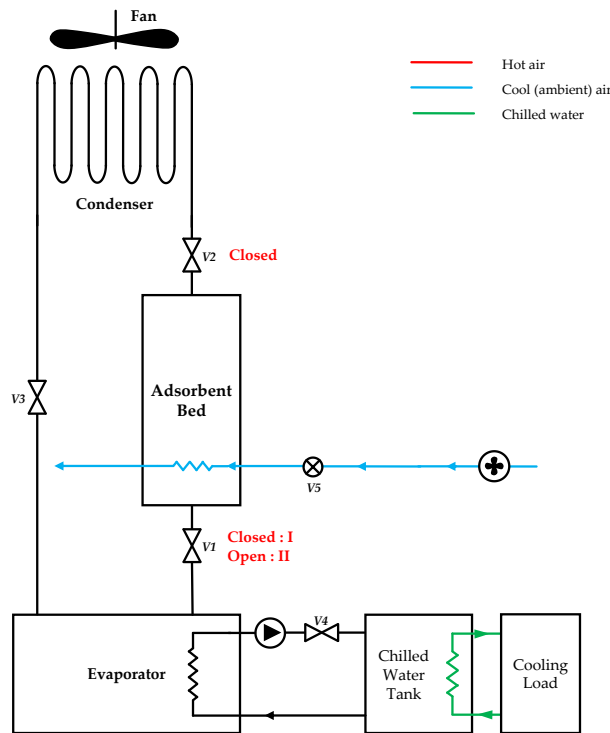 Fan
Hot air
Cool (ambient) air
Chilled water
Condenser
V2
Closed
V3
Adsorbent
Bed
V5
V1
Closed : I
Open : II
V4
Evaporator
Chilled
Water
Tank
Cooling
Load